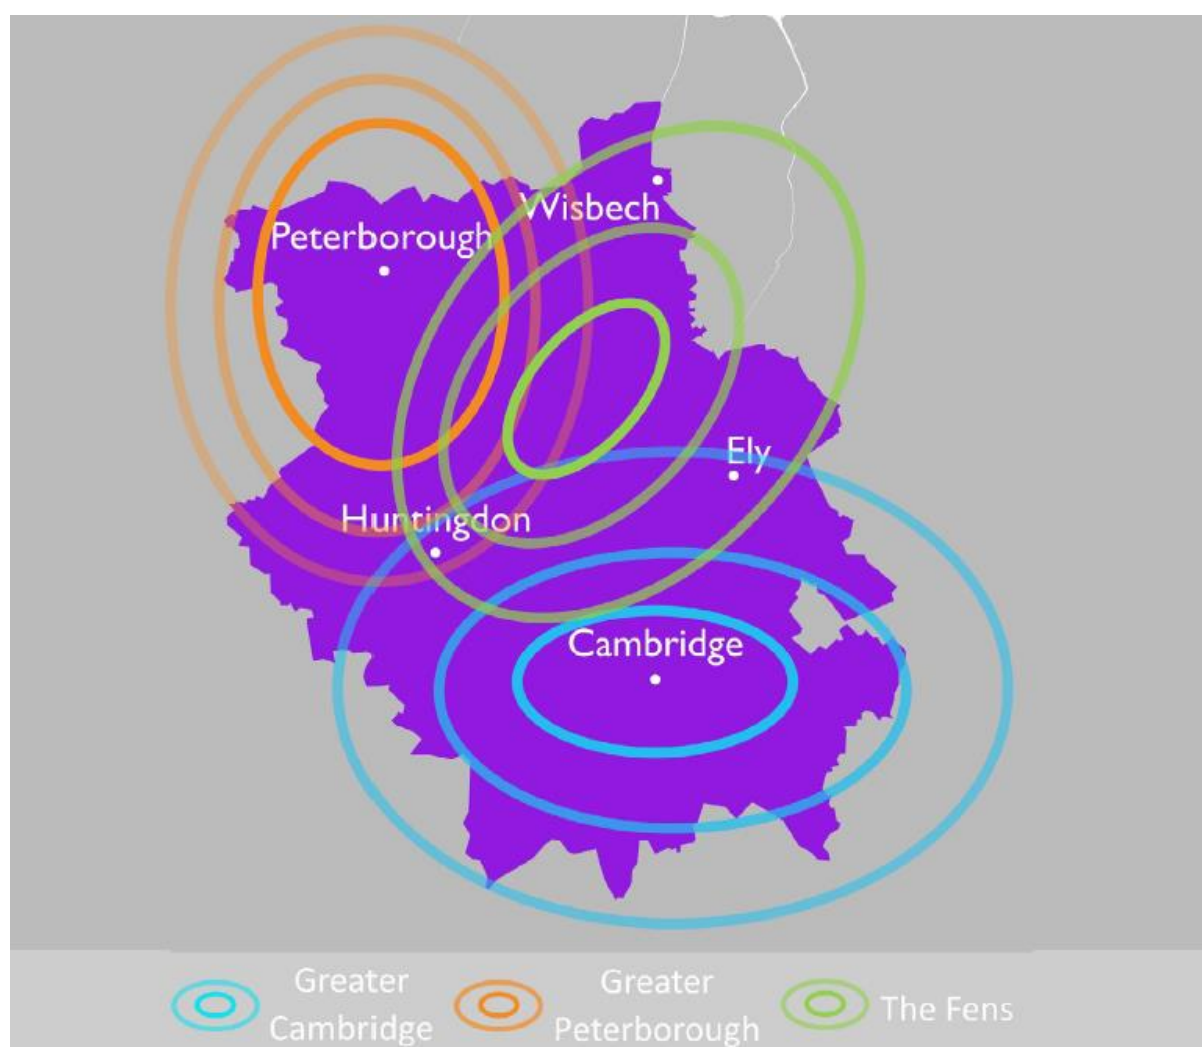 Wisbech
Peterborough
Ely
Huntingdon
Cambridge
Greater
Cambridge
Greater
Peterborough
The Fens